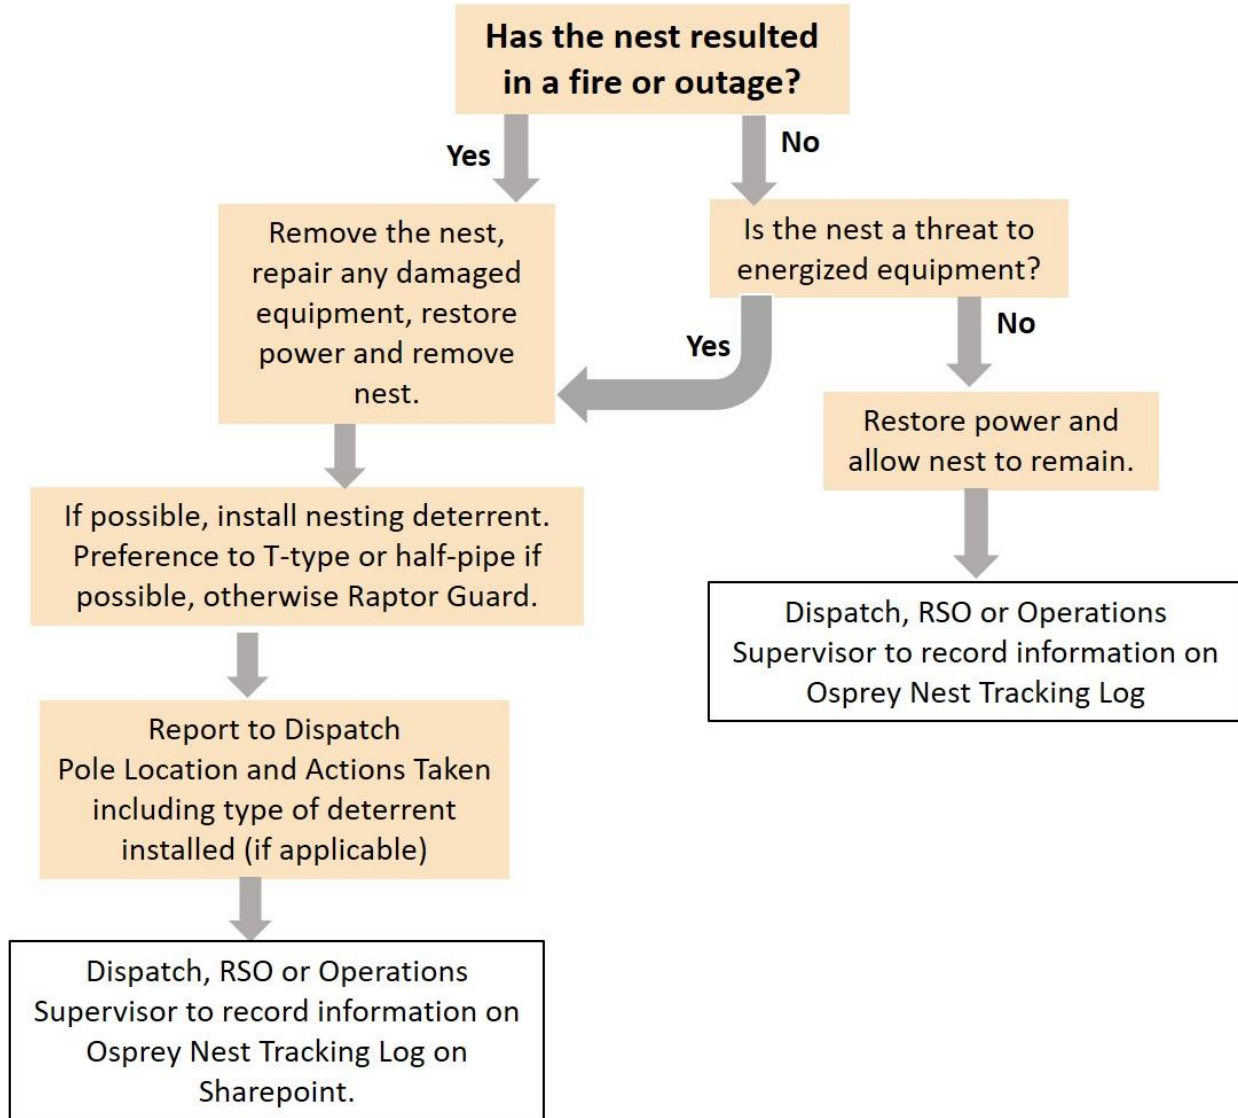 Has the nest resulted
in a fire or outage?
Yes
No
Remove the nest,
repair any damaged
equipment, restore
power and remove
nest.
Is the nest a threat to
energized equipment?
Yes
No
Restore power and
allow nest to remain.
If possible, install nesting deterrent.
Preference to T-type or half-pipe if
possible, otherwise Raptor Guard.
Dispatch, RSO or Operations
Supervisor to record information on
Osprey Nest Tracking Log
Report to Dispatch
Pole Location and Actions Taken
including type of deterrent
installed (if applicable)
Dispatch, RSO or Operations
Supervisor to record information on
Osprey Nest Tracking Log on
Sharepoint.